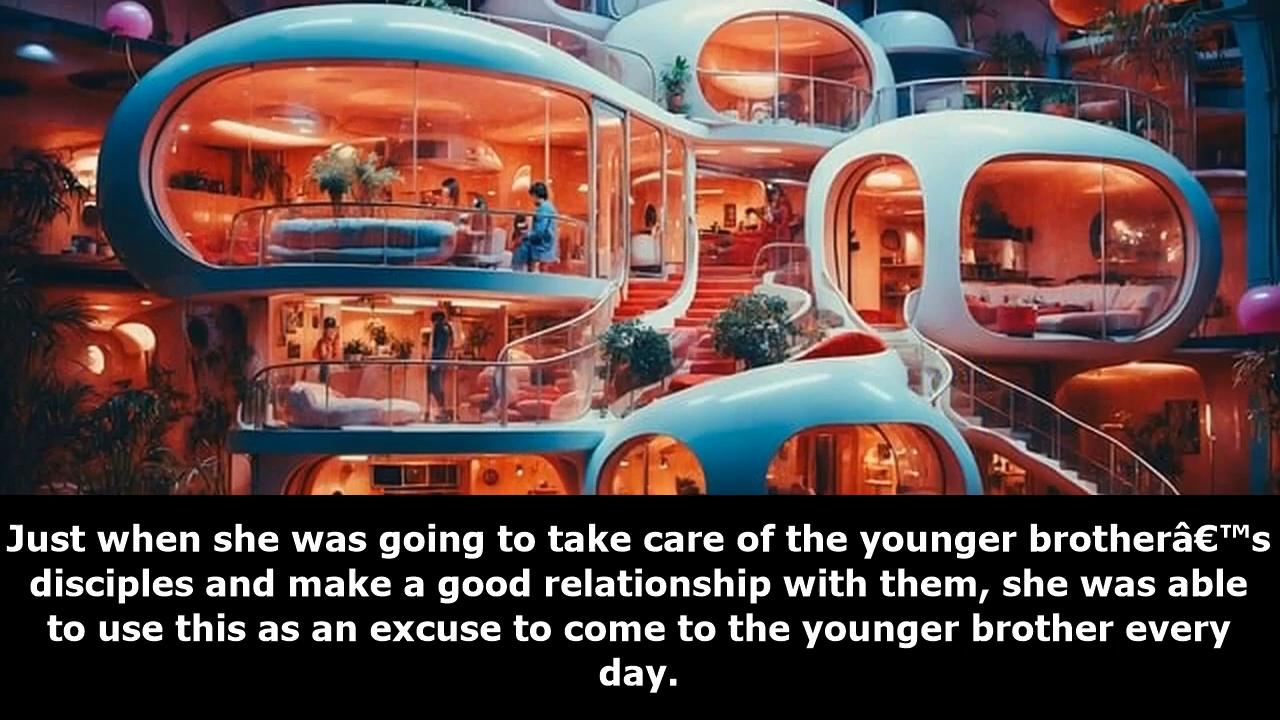 Just when she was going to take care of the younger brotherâ€™s
disciples and make a good relationship with them, she was able
to use this as an excuse to come to the younger brother every
day.